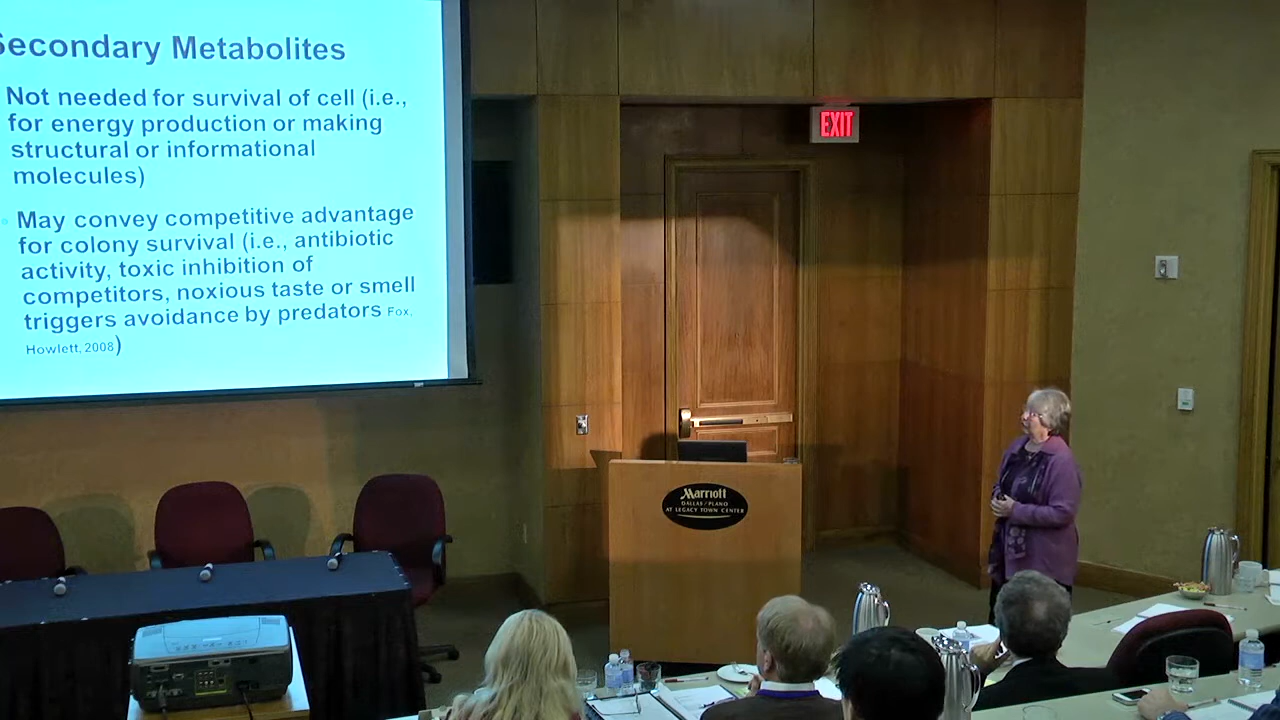 Secondary Metabolites
Not needed for survival of cell (i.e.,
for energy production or making
structural or informational
molecules)
• May convey competitive advantage
for colony survival (i.e., antibiotic
activity, toxic inhibition of
competitors, noxious taste or smell
triggers avoidance by predators Fox,
Howlett, 2008)
EXIT
Marriott
DALLAS / PLANO
AT LEGACY TOWN CENTER